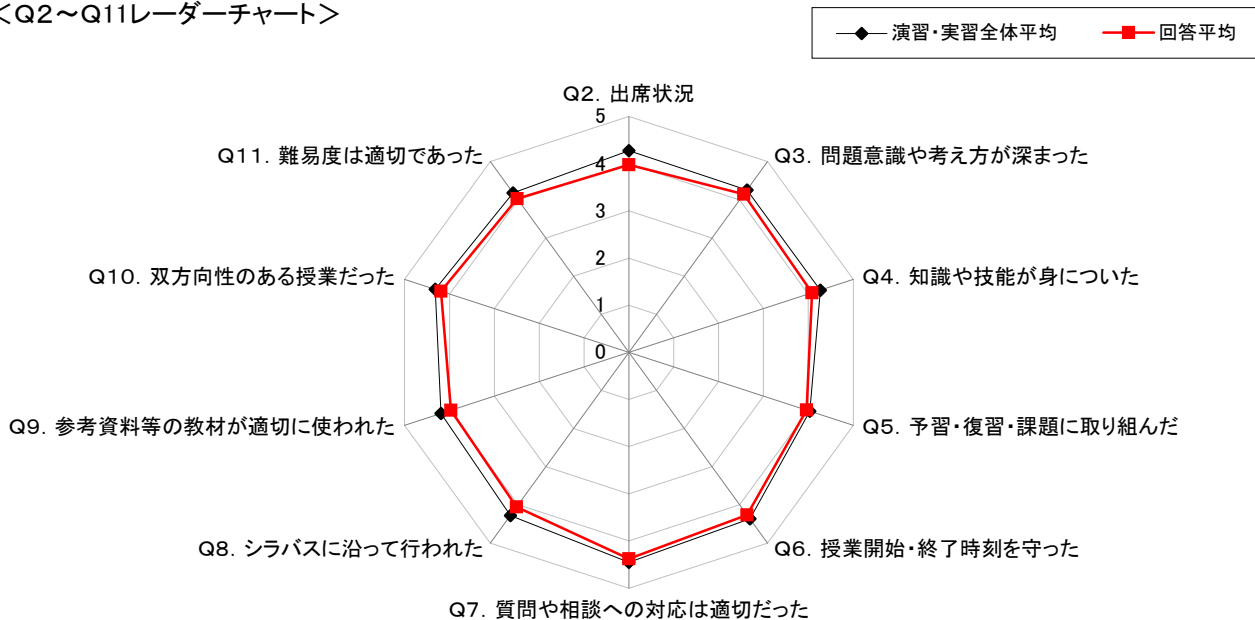 ＜Q2～Q11レーダーチャート＞
演習・実習全体平均
回答平均
Q2. 出席状況
Q3. 問題意識や考え方が深まった
Q4. 知識や技能が身についた
Q5. 予習・復習・課題に取り組んだ
Q6. 授業開始・終了時刻を守った
Q7. 質問や相談への対応は適切だった
Q8. シラバスに沿って行われた
Q9. 参考資料等の教材が適切に使われた
Q10. 双方向性のある授業だった
Q11. 難易度は適切であった
5
4
3
2
1
0